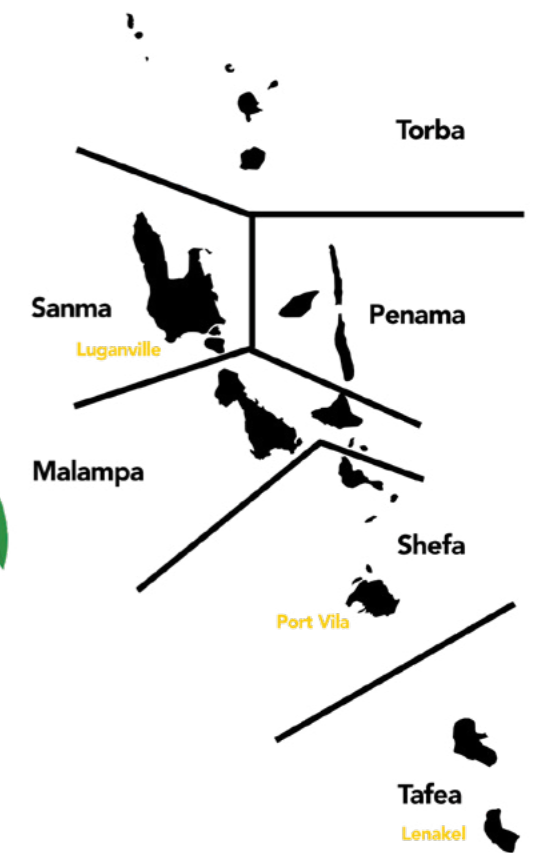 Torba
Sanma
Penama
Luganville
Malampa
Shefa
Port Vila
Tafea
Lenakel